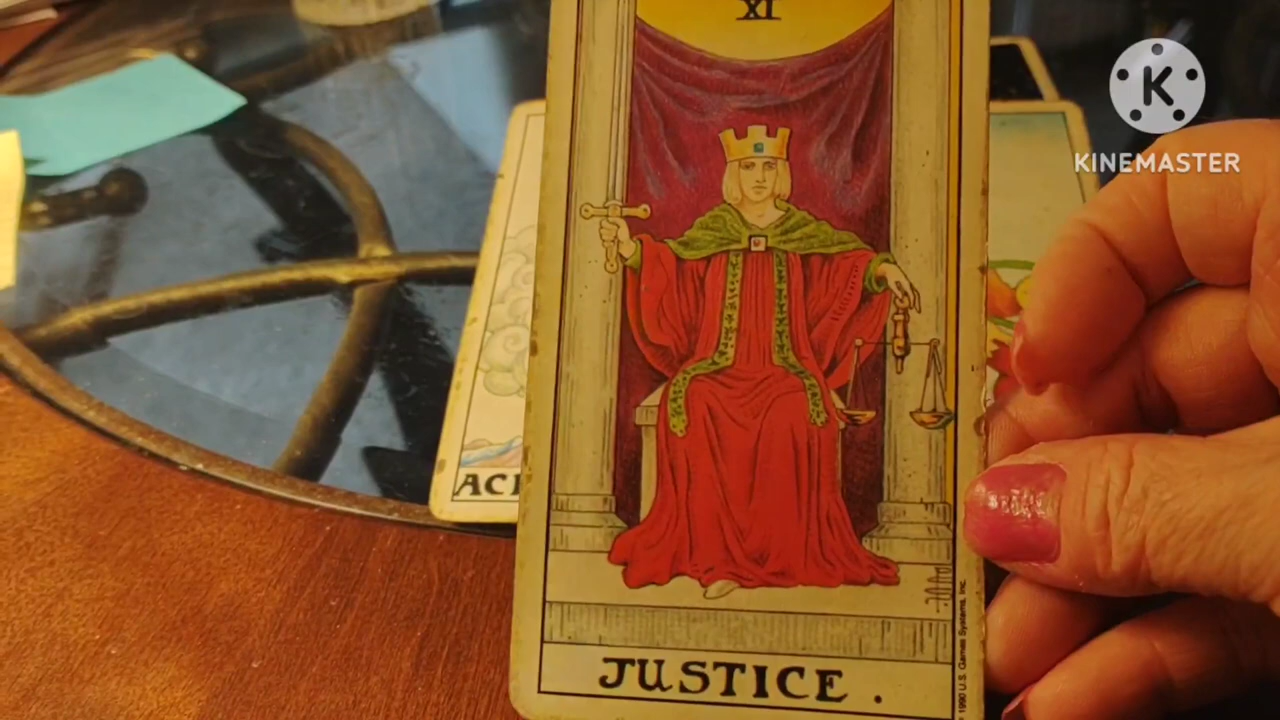 XI
KINEMASTER
ACE
JUSTICE.
1990 U.S. Games Systems, Inc.